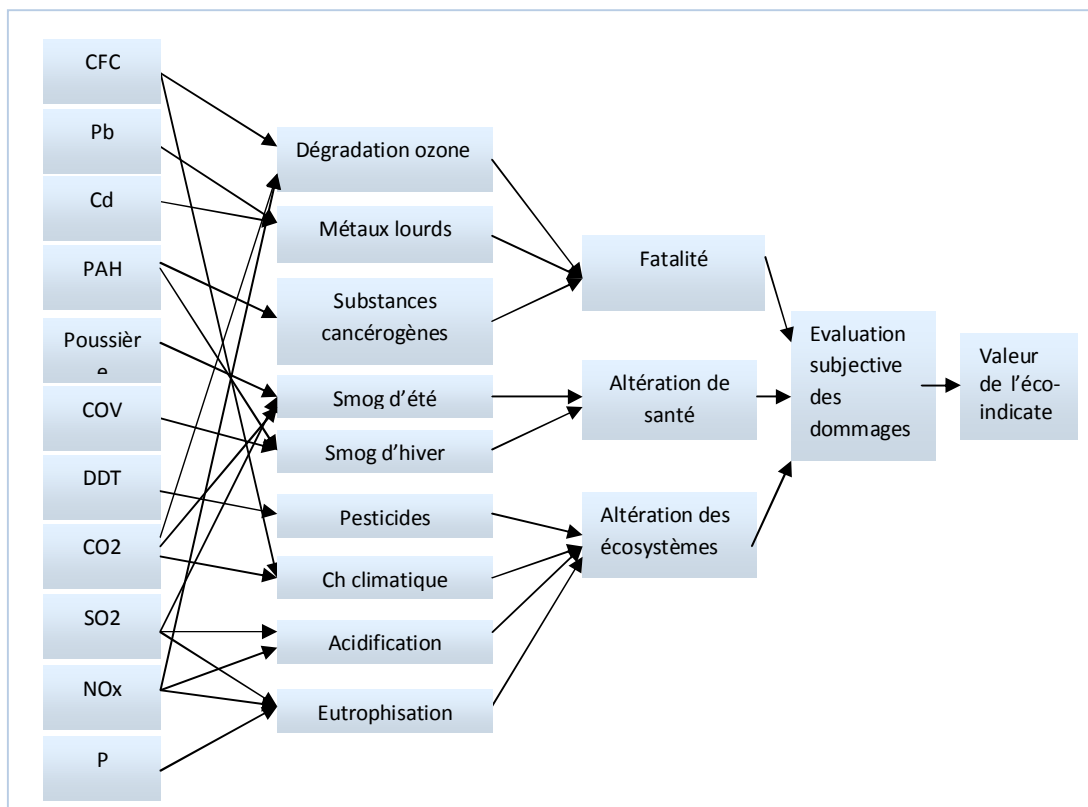 CFC
Pb
Cd
PAH
Poussièr
e
COV
DDT
CO2
SO2
NOx
P
Dégradation ozone
Métaux lourds
Substances
cancérogènes
Smog d'été
Smog d'hiver
Pesticides
Ch climatique
Acidification
Eutrophisation
Fatalité
Altération de
santé
Altération des
écosystèmes
Evaluation
subjective
des
dommages
Valeur
de l'éco-
indicate